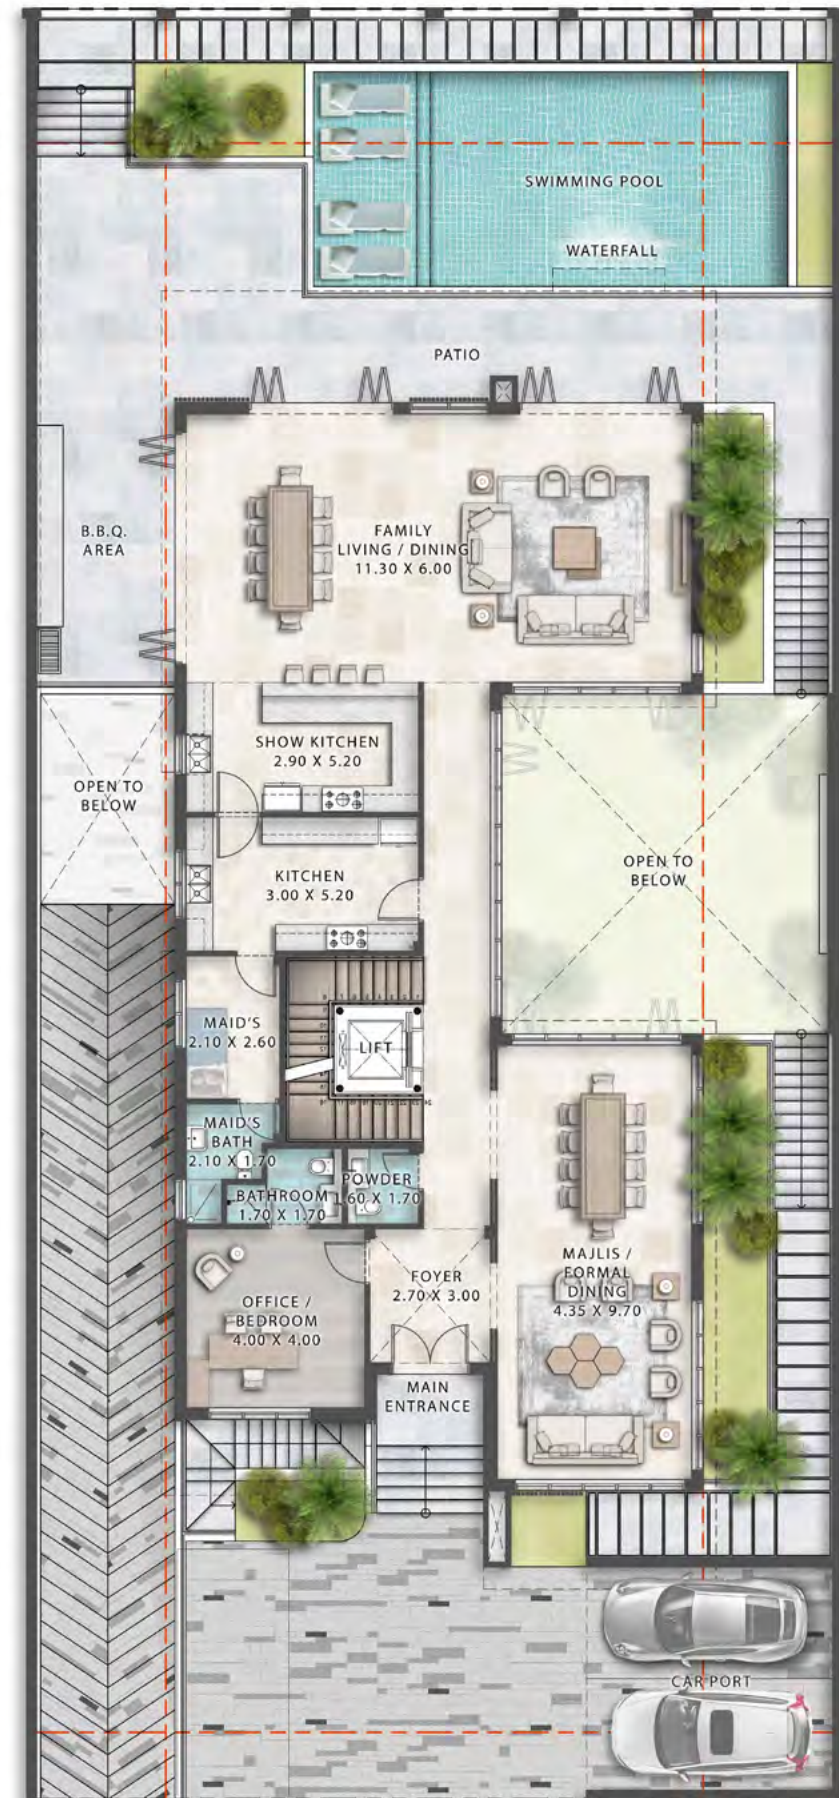 SWIMMING POOL
WATERFALL
PATIO
B.B.Q.
AREA
FAMILY
LIVING / DINING
11.30 X 6.00
SHOW KITCHEN
2.90 X 5.20
OPEN TO
BELOW
KITCHEN
3.00 X 5.20
OPEN TO
BELOW
MAID'S
2.10 X 2.60
LIFT
MAID'S
BATH
2.10 X 1.70
POWDER
1.60 X 1.70
BATHROOM
1.70 X 1.70
MAJLIS /
FORMAL
DINING
4.35 X 9.70
FOYER
2.70 X 3.00
OFFICE /
BEDROOM
4.00 X 4.00
MAIN
ENTRANCE
CAR PORT